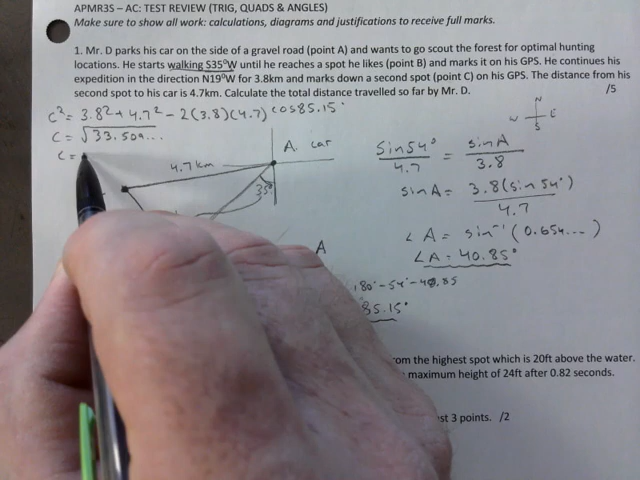 APMR3S – AC: TEST REVIEW (TRIG, QUADS & ANGLES)
Make sure to show all work: calculations, diagrams and justifications to receive full marks.
1. Mr. D parks his car on the side of a gravel road (point A) and wants to go scout the forest for optimal hunting
locations. He starts walking S35°W until he reaches a spot he likes (point B) and marks it on his GPS. He continues his
expedition in the direction N19°W for 3.8km and marks down a second spot (point C) on his GPS. The distance from his
second spot to his car is 4.7km. Calculate the total distance travelled so far by Mr. D. /5
c² = 3.8² + 4.7² - 2(3.8)(4.7) cos85.15°
c = √33.509...
c =
N
W E
S
A. car
4.7km
35°
sin54° / 4.7 = sinA / 3.8
sinA = 3.8(sin 54°) / 4.7
∠A = sin⁻¹(0.654...)
∠A = 40.85°
A
180° - 54° - 40.85
85.15°
om the highest spot which is 20ft above the water.
maximum height of 24ft after 0.82 seconds.
st 3 points. /2